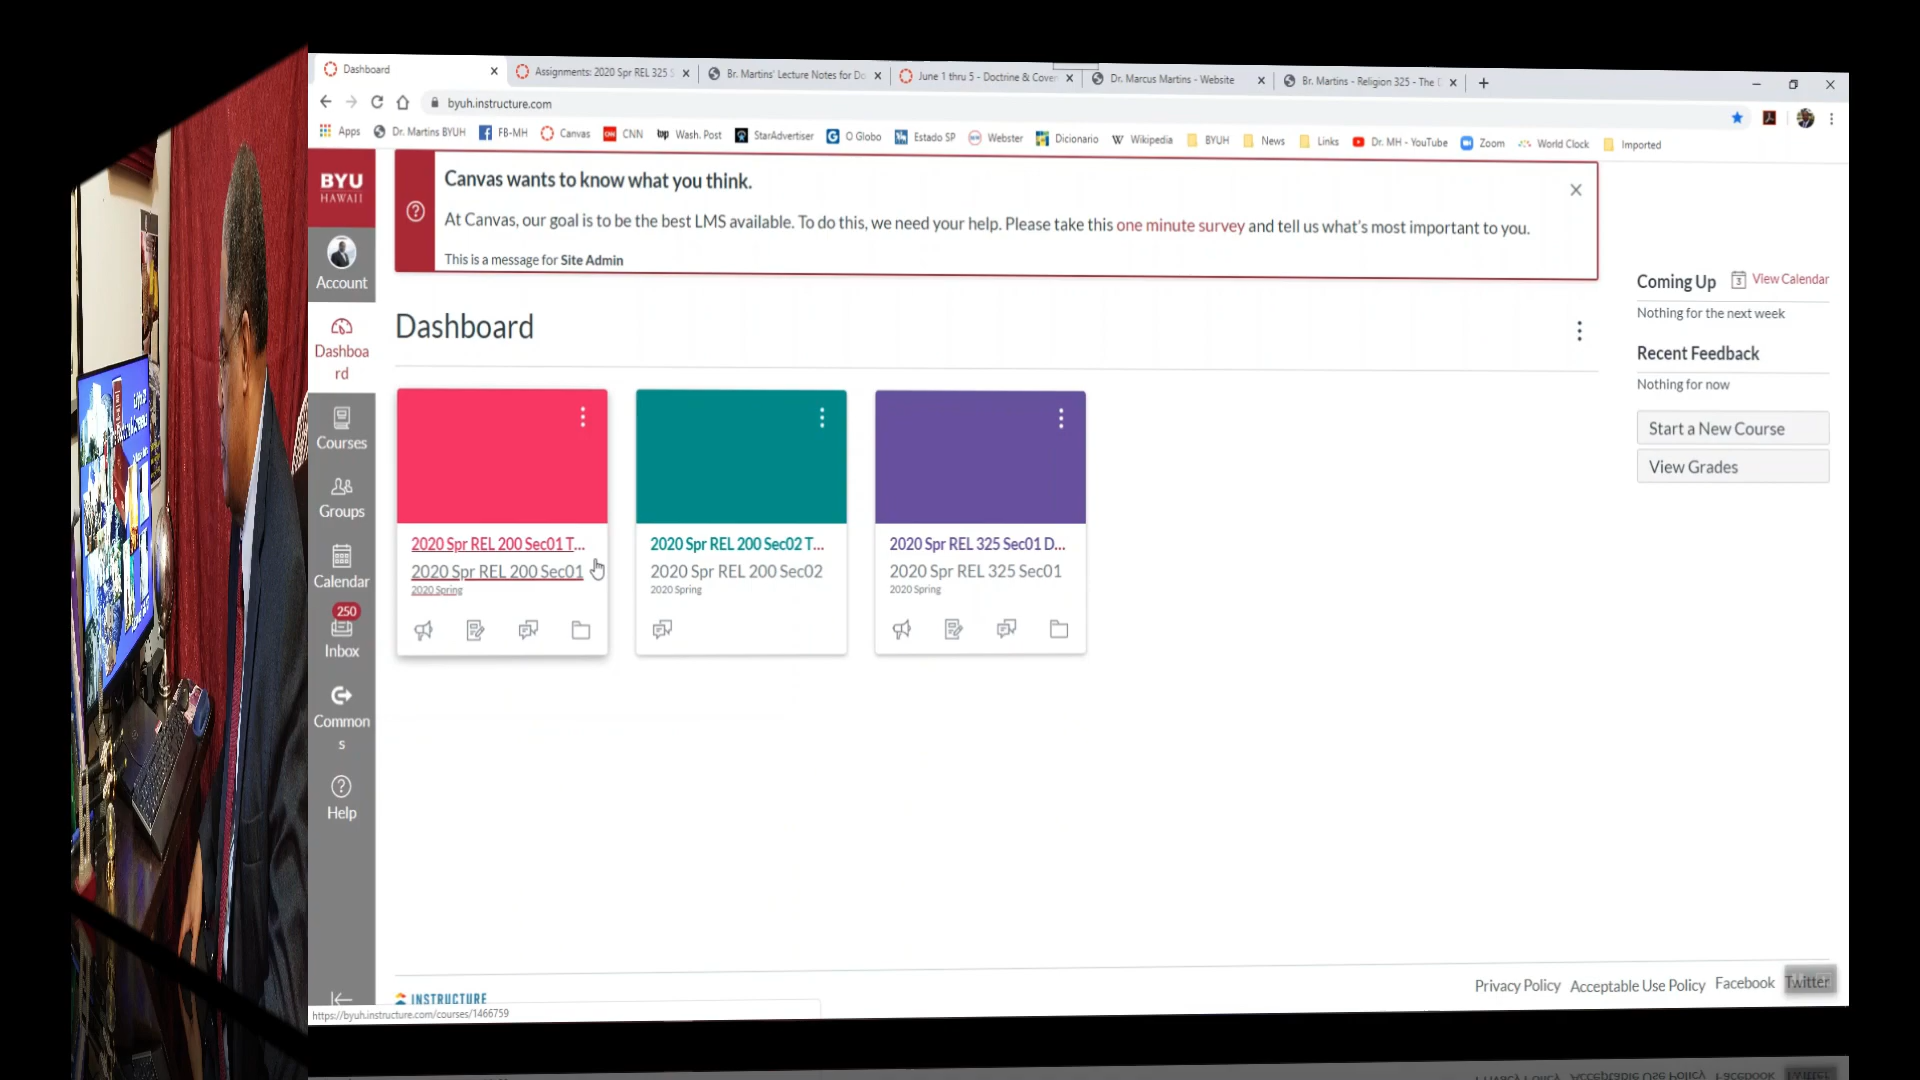 Dashboard
Assignments: 2020 Spr REL 325 S
Br. Martins' Lecture Notes for Do
June 1 thru 5 - Doctrine & Cover
Dr. Marcus Martins - Website
Br. Martins - Religion 325 - The
byuh.instructure.com
Apps
Dr. Martins BYUH
FB-MH
Canvas
CNN
wp Wash. Post
StarAdvertiser
O Globo
Estado SP
Webster
Dicionario
W Wikipedia
BYUH
News
Links
Dr. MH - YouTube
Zoom
World Clock
Imported
BYU
HAWAII
Account
Dashboa
rd
Courses
Groups
Calendar
250
Inbox
Common
s
Help
Canvas wants to know what you think.
At Canvas, our goal is to be the best LMS available. To do this, we need your help. Please take this one minute survey and tell us what's most important to you.
This is a message for Site Admin
Dashboard
2020 Spr REL 200 Sec01 T...
2020 Spr REL 200 Sec01
2020 Spring
2020 Spr REL 200 Sec02 T...
2020 Spr REL 200 Sec02
2020 Spring
2020 Spr REL 325 Sec01 D...
2020 Spr REL 325 Sec01
2020 Spring
Coming Up
3
View Calendar
Nothing for the next week
Recent Feedback
Nothing for now
Start a New Course
View Grades
INSTRUCTURE
Privacy Policy
Acceptable Use Policy
Facebook
Twitter
https://byuh.instructure.com/courses/1466759